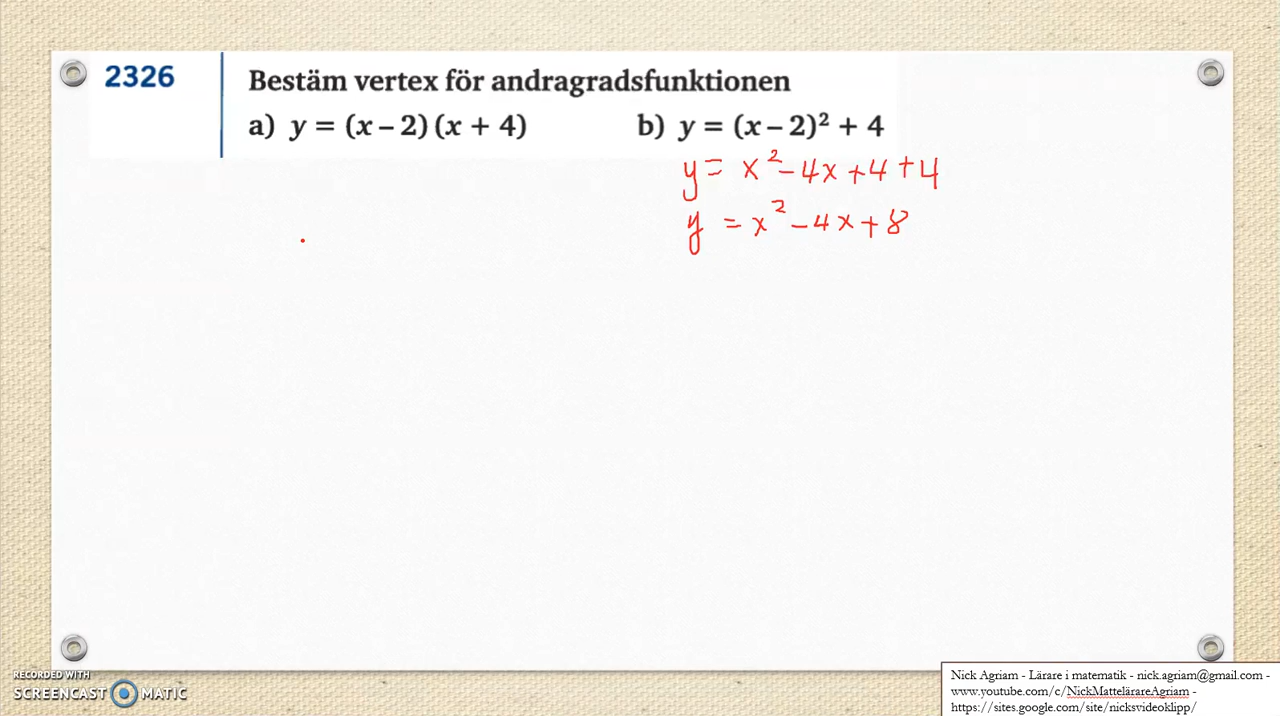 2326
Bestäm vertex för andragradsfunktionen
a) y = (x – 2) (x + 4)
b) y = (x – 2)² + 4
y = x² - 4x + 4 + 4
y = x² - 4x + 8
RECORDED WITH
SCREENCAST MATIC
Nick Agriam - Lärare i matematik - nick.agriam@gmail.com -
www.youtube.com/c/NickMattelärareAgriam -
https://sites.google.com/site/nicksvideoklipp/